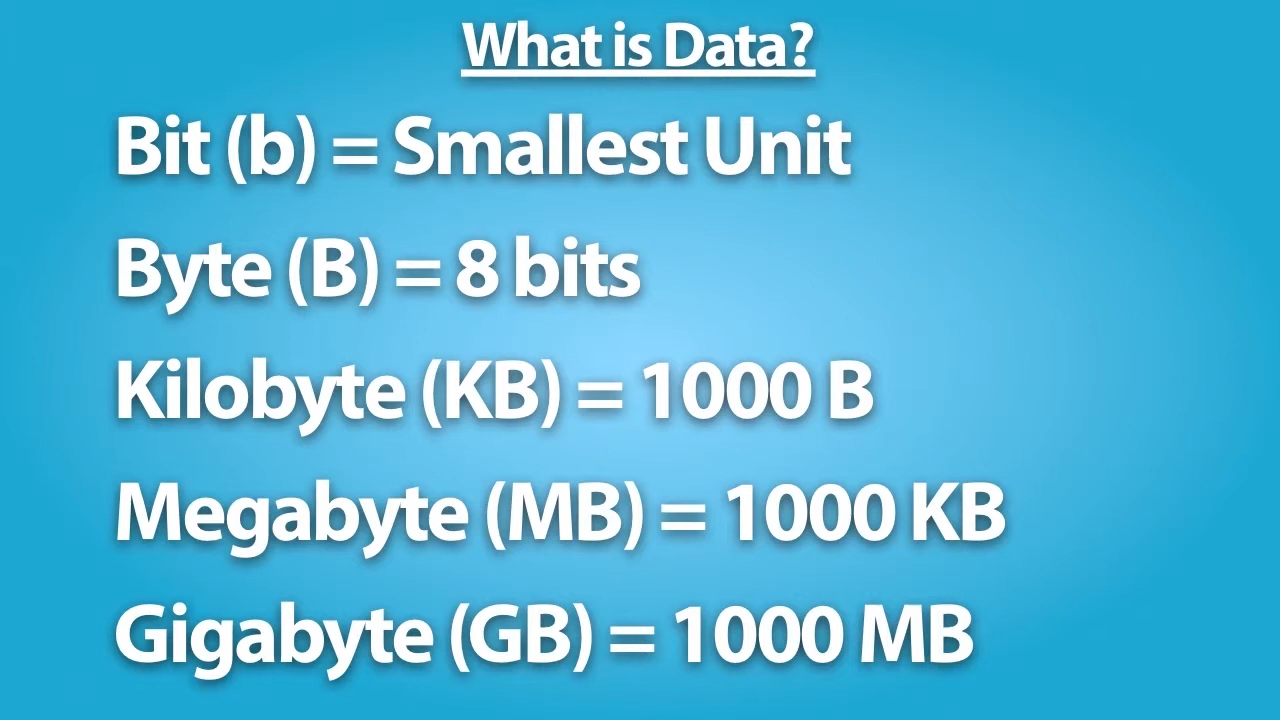 What is Data?
Bit (b) = Smallest Unit
Byte (B) = 8 bits
Kilobyte (KB) = 1000 B
Megabyte (MB) = 1000 KB
Gigabyte (GB) = 1000 MB